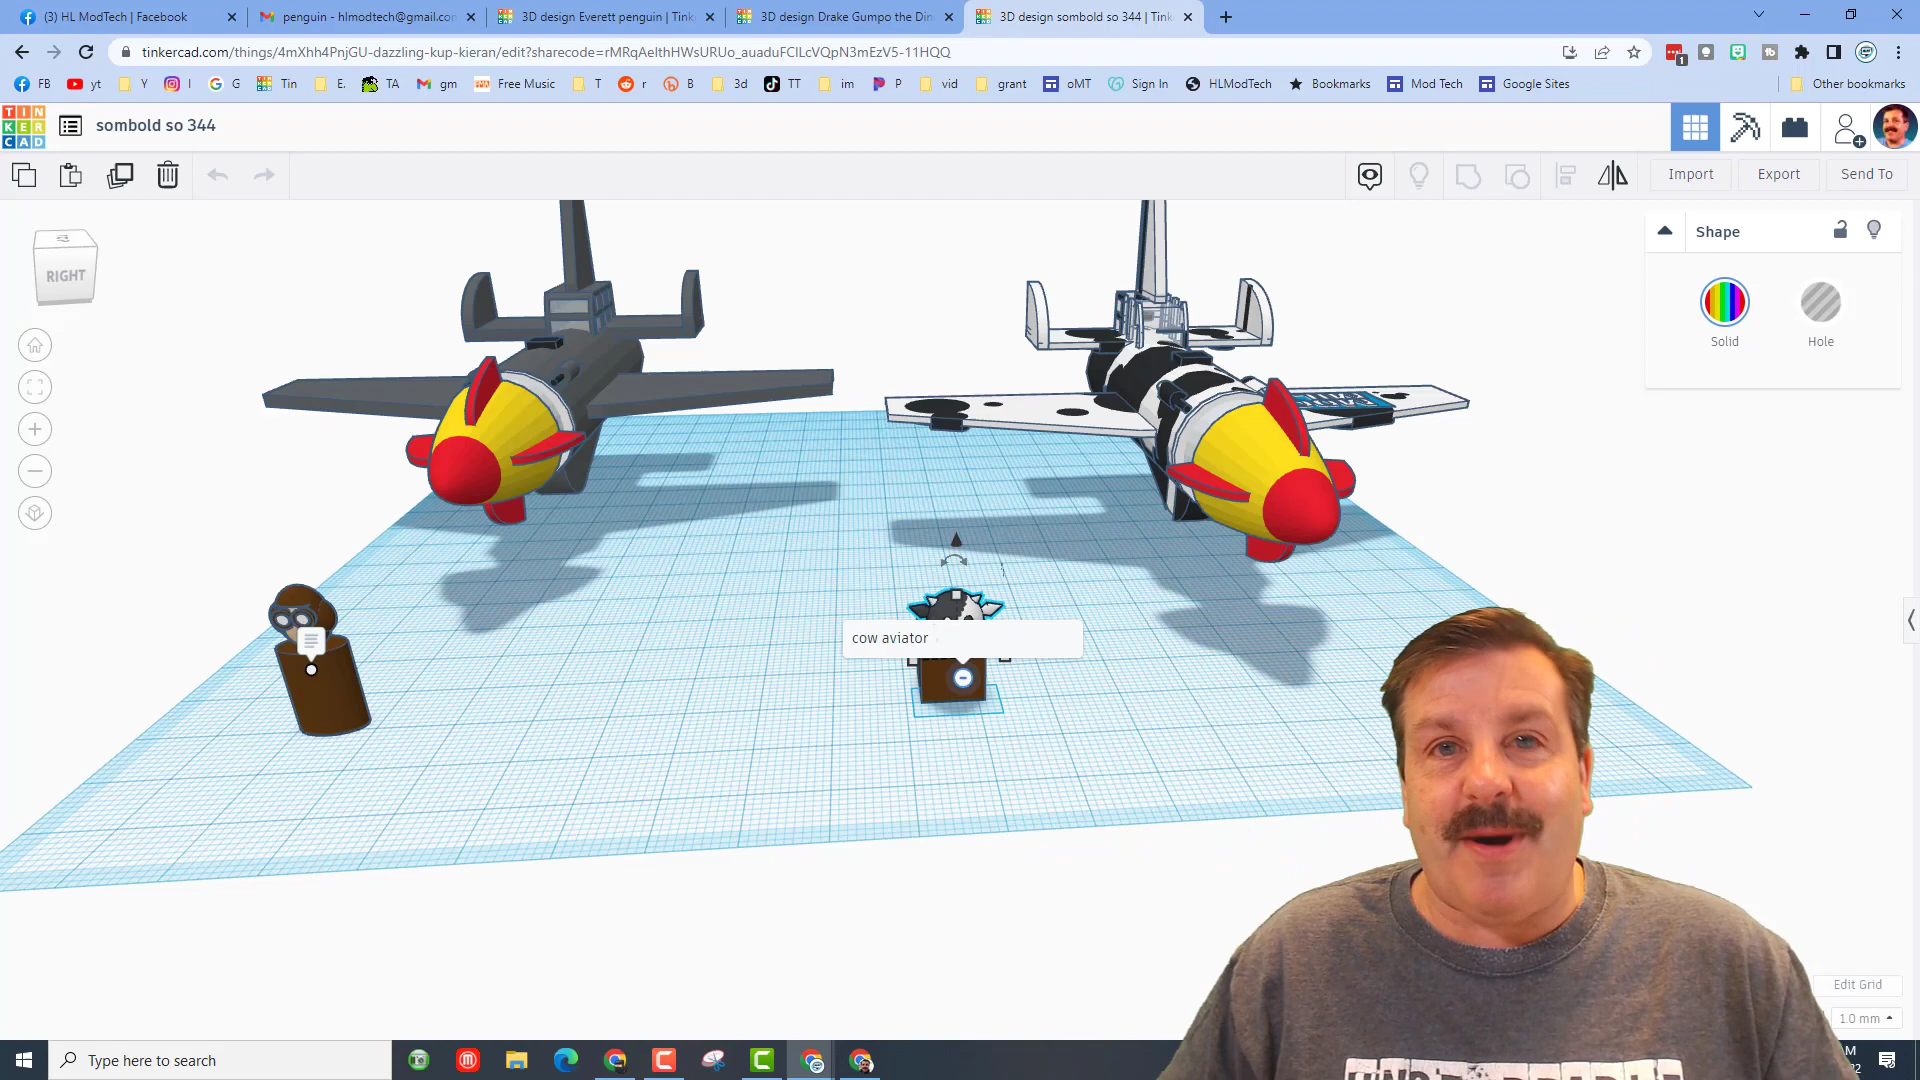 (3) HL ModTech | Facebook
penguin - hlmodtech@gmail.con
3D design Everett penguin | Tink
3D design Drake Gumpo the Din
3D design sombold so 344 | Tink
tinkercad.com/things/4mXhh4PnjGU-dazzling-kup-kieran/edit?sharecode=rMRqAelthHWsURUo_auaduFClLcVQpN3mEzV5-11HQQ
1
FB
yt
Y
I
G
Tin
E.
TA
gm
Free Music
T
r
B
3d
TT
im
P
vid
grant
oMT
Sign In
HLModTech
Bookmarks
Mod Tech
Google Sites
Other bookmarks
TIN
KER
CAD
sombold so 344
Import
Export
Send To
RIGHT
Shape
Solid
Hole
cow aviator
Edit Grid
1.0 mm
Type here to search